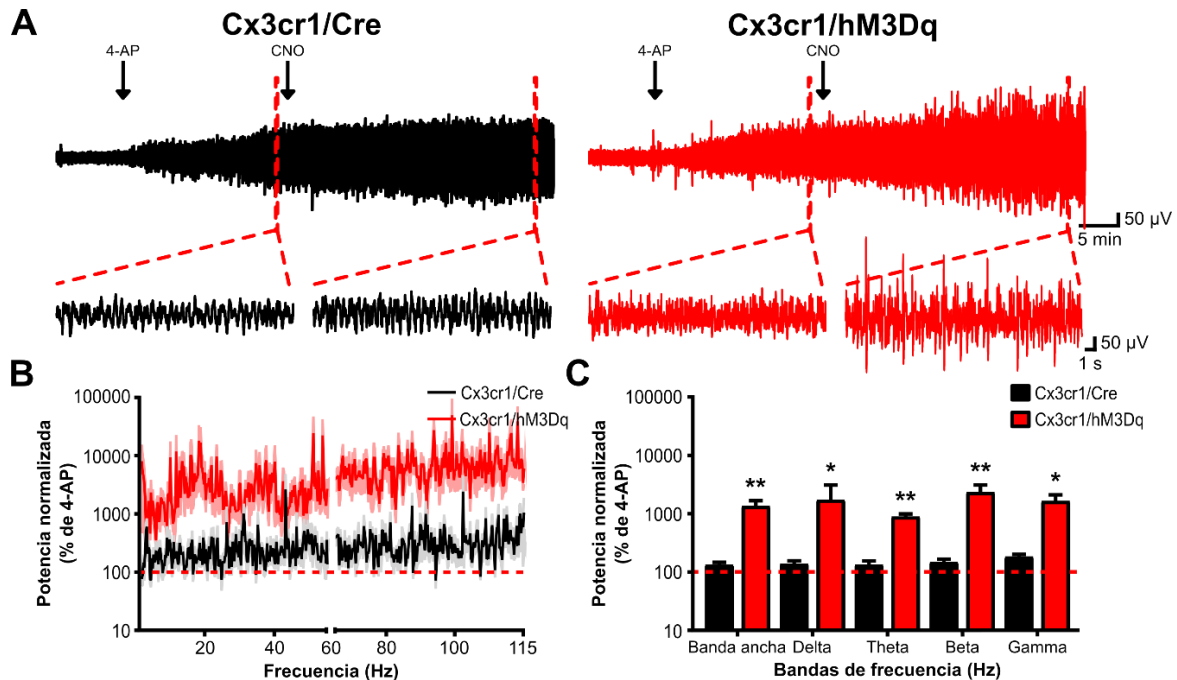 A
Cx3cr1/Cre
Cx3cr1/hM3Dq
4-AP
CNO
4-AP
CNO
50 µV
5 min
50 µV
1 s
B
Potencia normalizada
(% de 4-AP)
100000
10000
1000
100
10
Cx3cr1/Cre
Cx3cr1/hM3Dq
20
40
60
80
100
115
Frecuencia (Hz)
C
Potencia normalizada
(% de 4-AP)
100000
10000
1000
100
10
Cx3cr1/Cre
Cx3cr1/hM3Dq
**
*
**
**
*
Banda ancha
Delta
Theta
Beta
Gamma
Bandas de frecuencia (Hz)